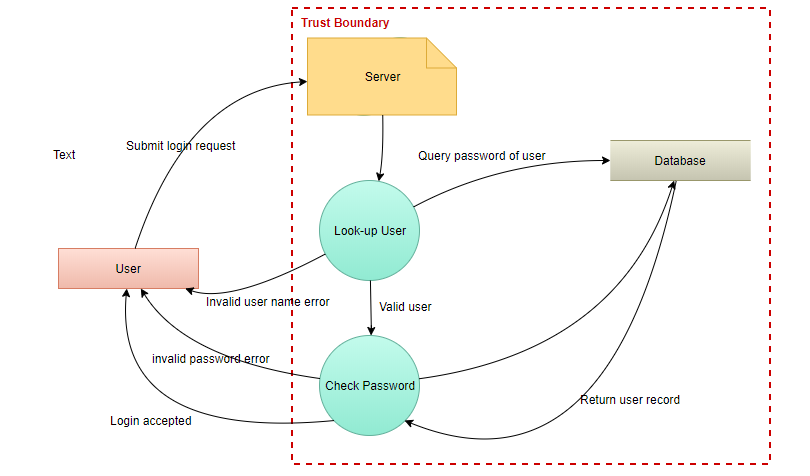 Trust Boundary
Server
Submit login request
Text
Query password of user
Database
Look-up User
User
Invalid user name error
Valid user
invalid password error
Check Password
Return user record
Login accepted